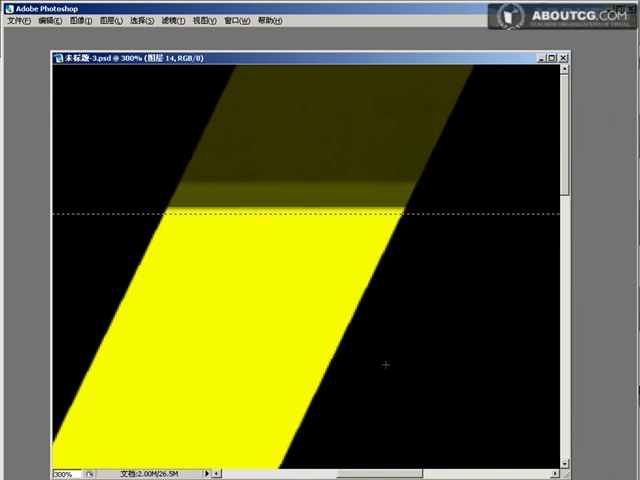 Adobe Photoshop
ABOUTCG.COM
文件(F) 编辑(E) 图像(I) 图层(L) 选择(S) 滤镜(T) 视图(V) 窗口(W) 帮助(H)
未标题-3.psd @ 300% (图层 14, RGB/8)
300%
文档:2.00M/26.5M